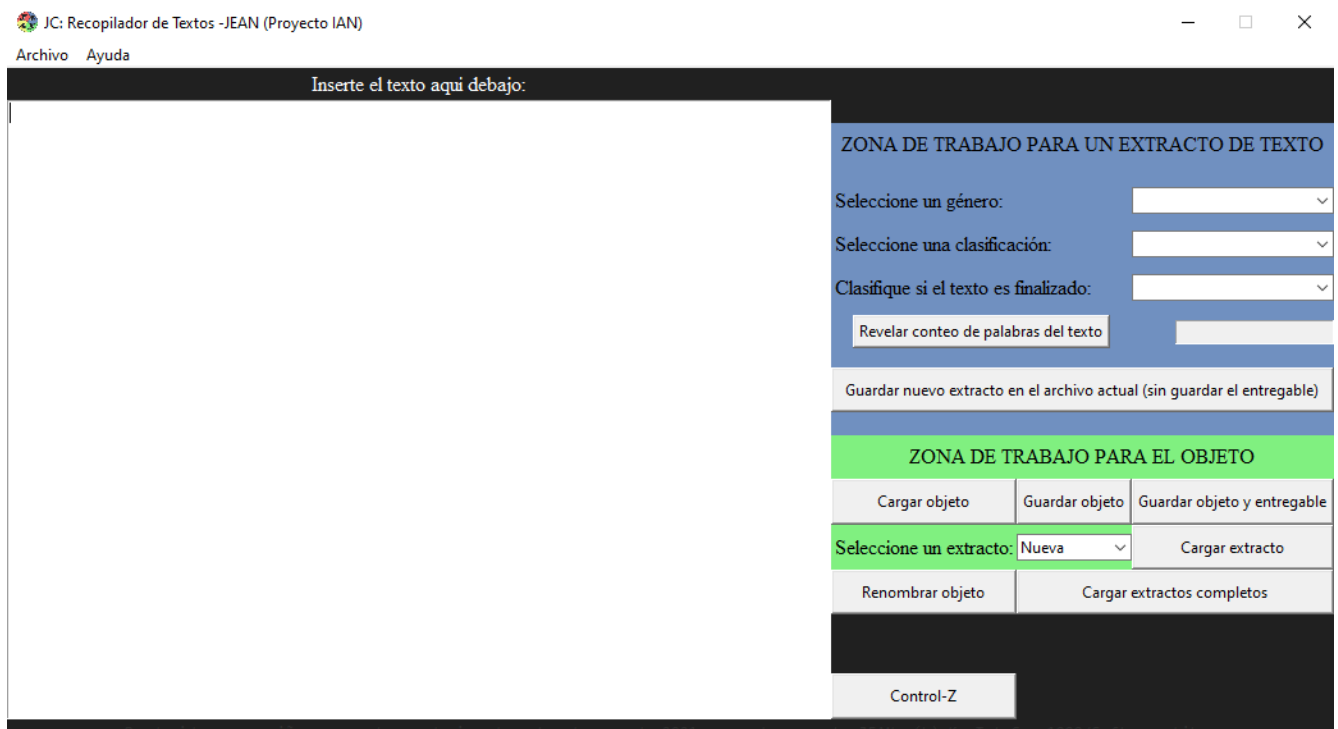 JC: Recopilador de Textos -JEAN (Proyecto IAN)
Archivo Ayuda
Inserte el texto aqui debajo:
ZONA DE TRABAJO PARA UN EXTRACTO DE TEXTO
Seleccione un género:
Seleccione una clasificación:
Clasifique si el texto es finalizado:
Revelar conteo de palabras del texto
Guardar nuevo extracto en el archivo actual (sin guardar el entregable)
ZONA DE TRABAJO PARA EL OBJETO
Cargar objeto Guardar objeto Guardar objeto y entregable
Seleccione un extracto: Nueva Cargar extracto
Renombrar objeto Cargar extractos completos
Control-Z